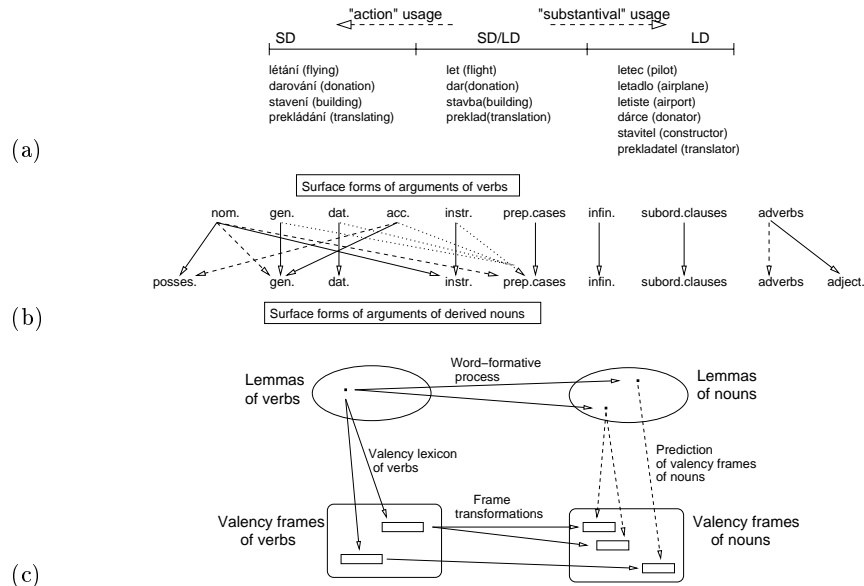 "action" usage "substantival" usage
SD SD/LD LD
létání (flying) let (flight) letec (pilot)
darování (donation) dar(donation) letadlo (airplane)
stavení (building) stavba(building) letiste (airport)
prekládání (translating) preklad(translation) dárce (donator)
stavitel (constructor)
(a)
prekladatel (translator)
Surface forms of arguments of verbs
nom. gen. dat. acc. instr. prep.cases infin. subord.clauses adverbs
posses. gen. dat. instr. prep.cases infin. subord.clauses adverbs adject.
(b) Surface forms of arguments of derived nouns
Word-formative
process
Lemmas
of verbs
Lemmas
of nouns
Valency lexicon
of verbs
Prediction
of valency frames
of nouns
Frame
transformations
Valency frames
of verbs
Valency frames
of nouns
(c)